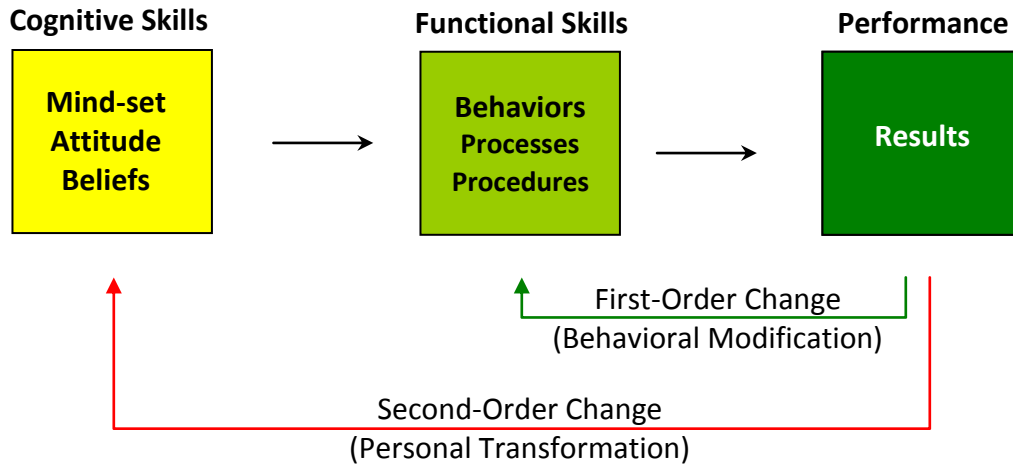 Cognitive Skills
Functional Skills
Performance
Mind-set
Attitude
Beliefs
Behaviors
Processes
Procedures
Results
First-Order Change
(Behavioral Modification)
Second-Order Change
(Personal Transformation)